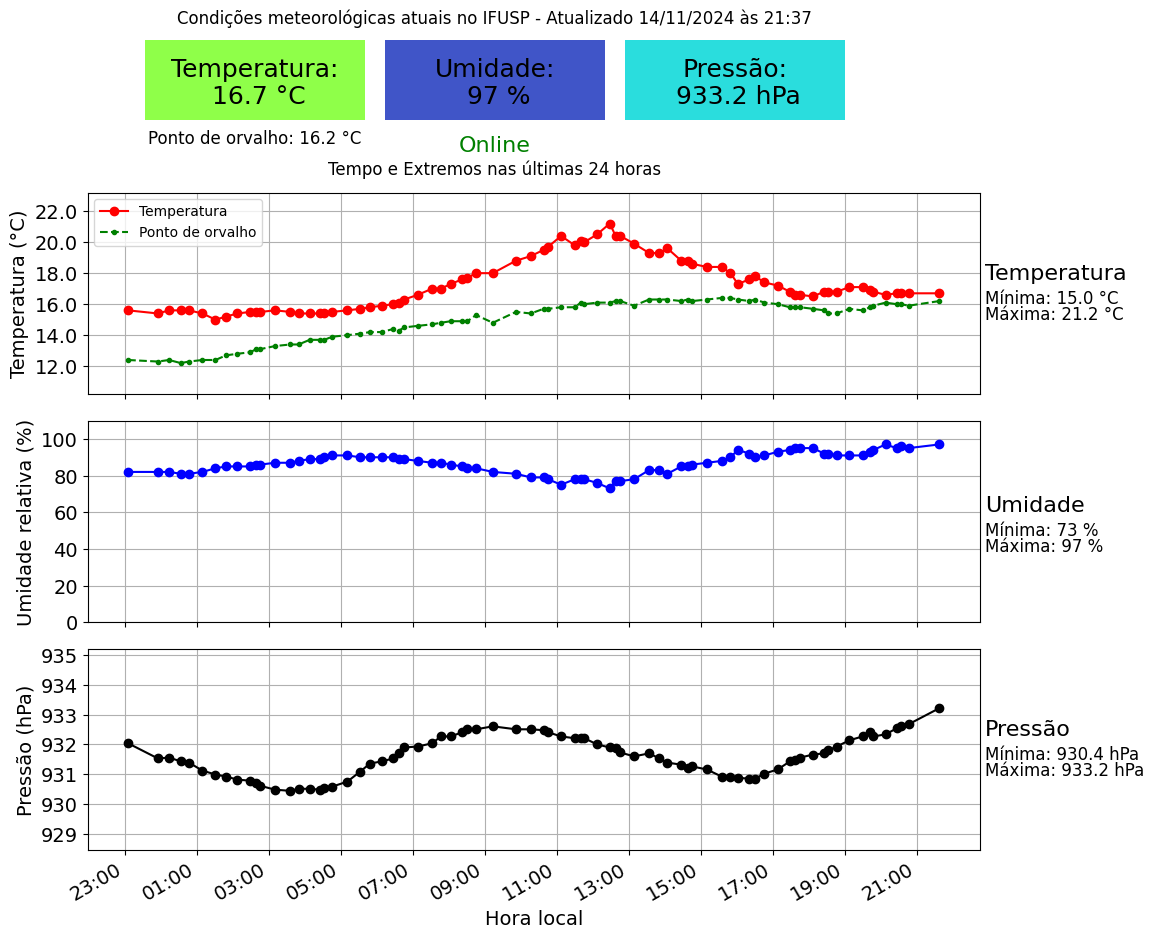 Condições meteorológicas atuais no IFUSP - Atualizado 14/11/2024 às 21:37
Temperatura:
16.7 °C
Umidade:
97 %
Pressão:
933.2 hPa
Ponto de orvalho: 16.2 °C
Online
Tempo e Extremos nas últimas 24 horas
Temperatura (°C)
22.0
20.0
18.0
16.0
14.0
12.0
Temperatura
Ponto de orvalho
Temperatura
Mínima: 15.0 °C
Máxima: 21.2 °C
Umidade relativa (%)
100
80
60
40
20
0
Umidade
Mínima: 73 %
Máxima: 97 %
Pressão (hPa)
935
934
933
932
931
930
929
Pressão
Mínima: 930.4 hPa
Máxima: 933.2 hPa
23:00
01:00
03:00
05:00
07:00
09:00
11:00
13:00
15:00
17:00
19:00
21:00
Hora local